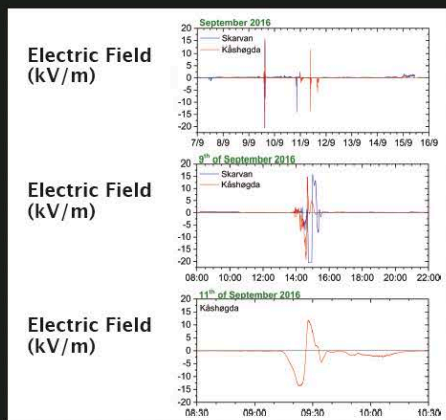 September 2016
Electric Field
(kV/m)
20
15
10
5
0
-5
-10
-15
-20
Skarvan
Kåshøgda
7/9 8/9 9/9 10/9 11/9 12/9 13/9 14/9 15/9 16/9
9th of September 2016
Electric Field
(kV/m)
20
15
10
5
0
-5
-10
-15
-20
Skarvan
Kåshøgda
08:00 10:00 12:00 14:00 16:00 18:00 20:00 22:00
11th of September 2016
Electric Field
(kV/m)
20
15
10
5
0
-5
-10
-15
-20
Kåshøgda
08:30 09:00 09:30 10:00 10:30